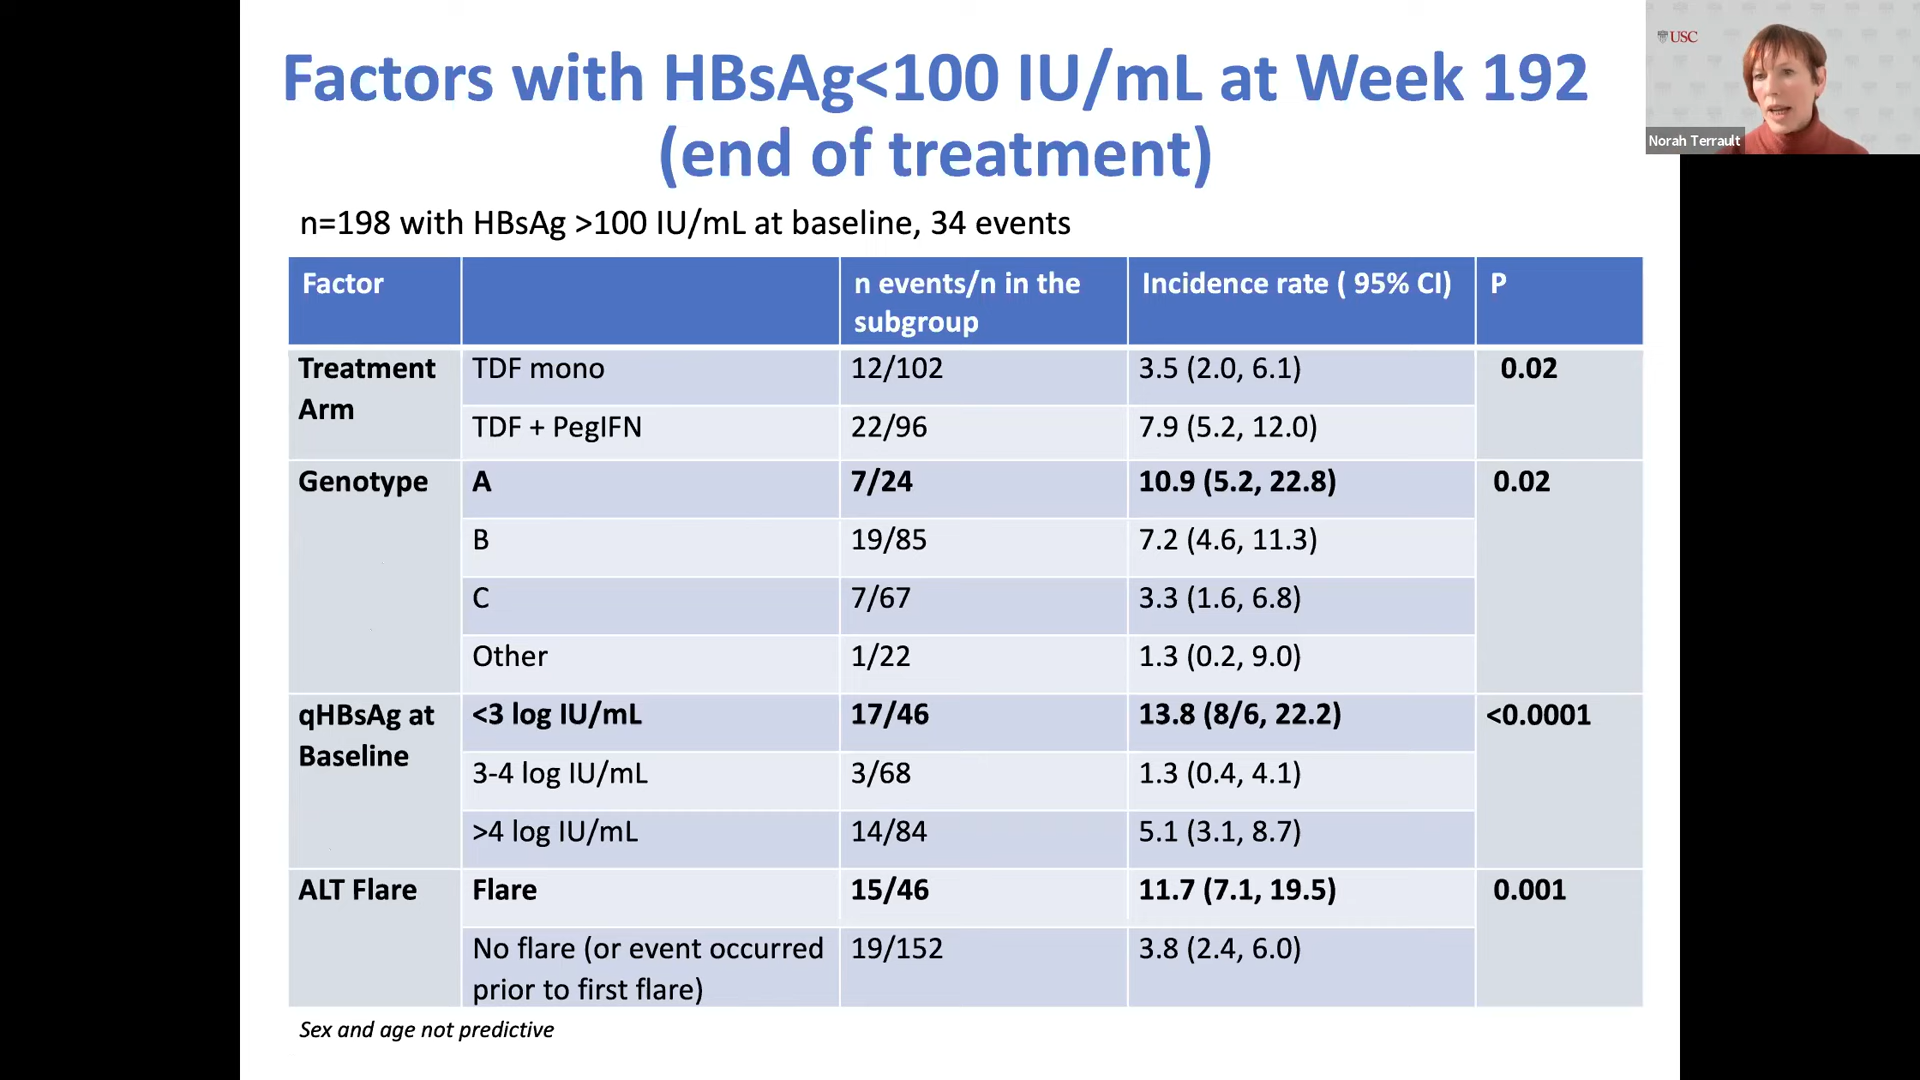 Factors with HBsAg<100 IU/mL at Week 192
(end of treatment)
USC
Norah Terrault
n=198 with HBsAg >100 IU/mL at baseline, 34 events
Factor
n events/n in the
subgroup
Incidence rate ( 95% CI)
P
Treatment
Arm
TDF mono
12/102
3.5 (2.0, 6.1)
0.02
TDF + PegIFN
22/96
7.9 (5.2, 12.0)
Genotype
A
7/24
10.9 (5.2, 22.8)
0.02
B
19/85
7.2 (4.6, 11.3)
C
7/67
3.3 (1.6, 6.8)
Other
1/22
1.3 (0.2, 9.0)
qHBsAg at
Baseline
<3 log IU/mL
17/46
13.8 (8/6, 22.2)
<0.0001
3-4 log IU/mL
3/68
1.3 (0.4, 4.1)
>4 log IU/mL
14/84
5.1 (3.1, 8.7)
ALT Flare
Flare
15/46
11.7 (7.1, 19.5)
0.001
No flare (or event occurred
prior to first flare)
19/152
3.8 (2.4, 6.0)
Sex and age not predictive